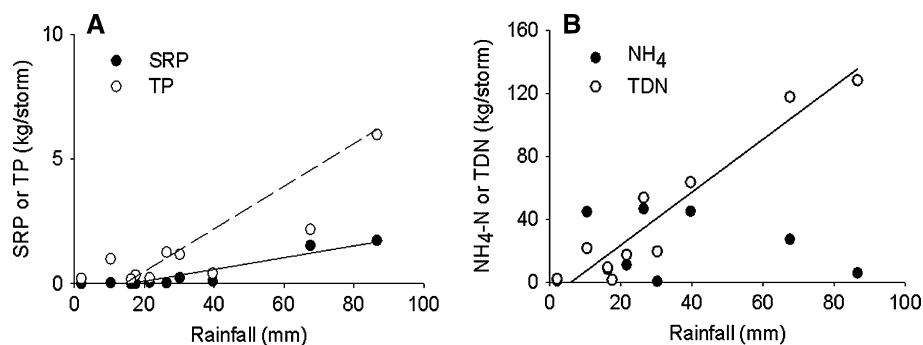 A
SRP
TP
SRP or TP (kg/storm)
10
5
0
0 20 40 60 80 100
Rainfall (mm)
B
NH4
TDN
NH4-N or TDN (kg/storm)
160
120
80
40
0
0 20 40 60 80 100
Rainfall (mm)